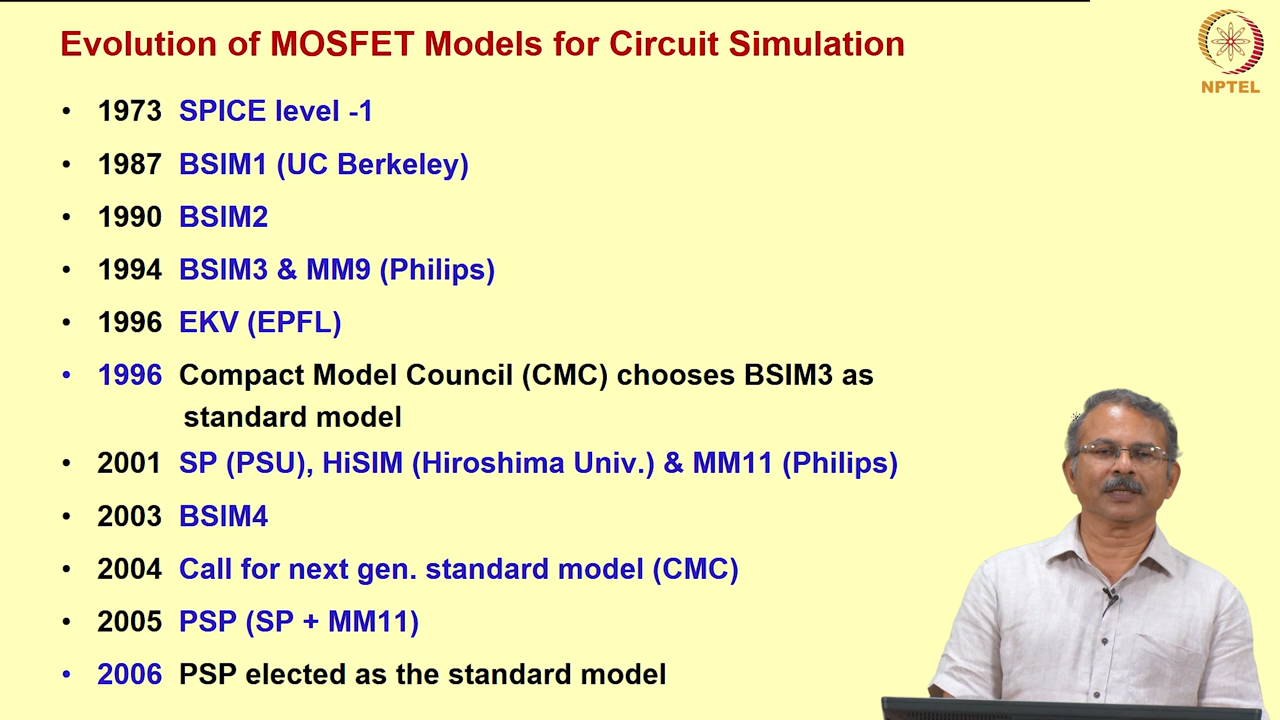 Evolution of MOSFET Models for Circuit Simulation
NPTEL
• 1973 SPICE level -1
• 1987 BSIM1 (UC Berkeley)
• 1990 BSIM2
• 1994 BSIM3 & MM9 (Philips)
• 1996 EKV (EPFL)
• 1996 Compact Model Council (CMC) chooses BSIM3 as
standard model
• 2001 SP (PSU), HiSIM (Hiroshima Univ.) & MM11 (Philips)
• 2003 BSIM4
• 2004 Call for next gen. standard model (CMC)
• 2005 PSP (SP + MM11)
• 2006 PSP elected as the standard model